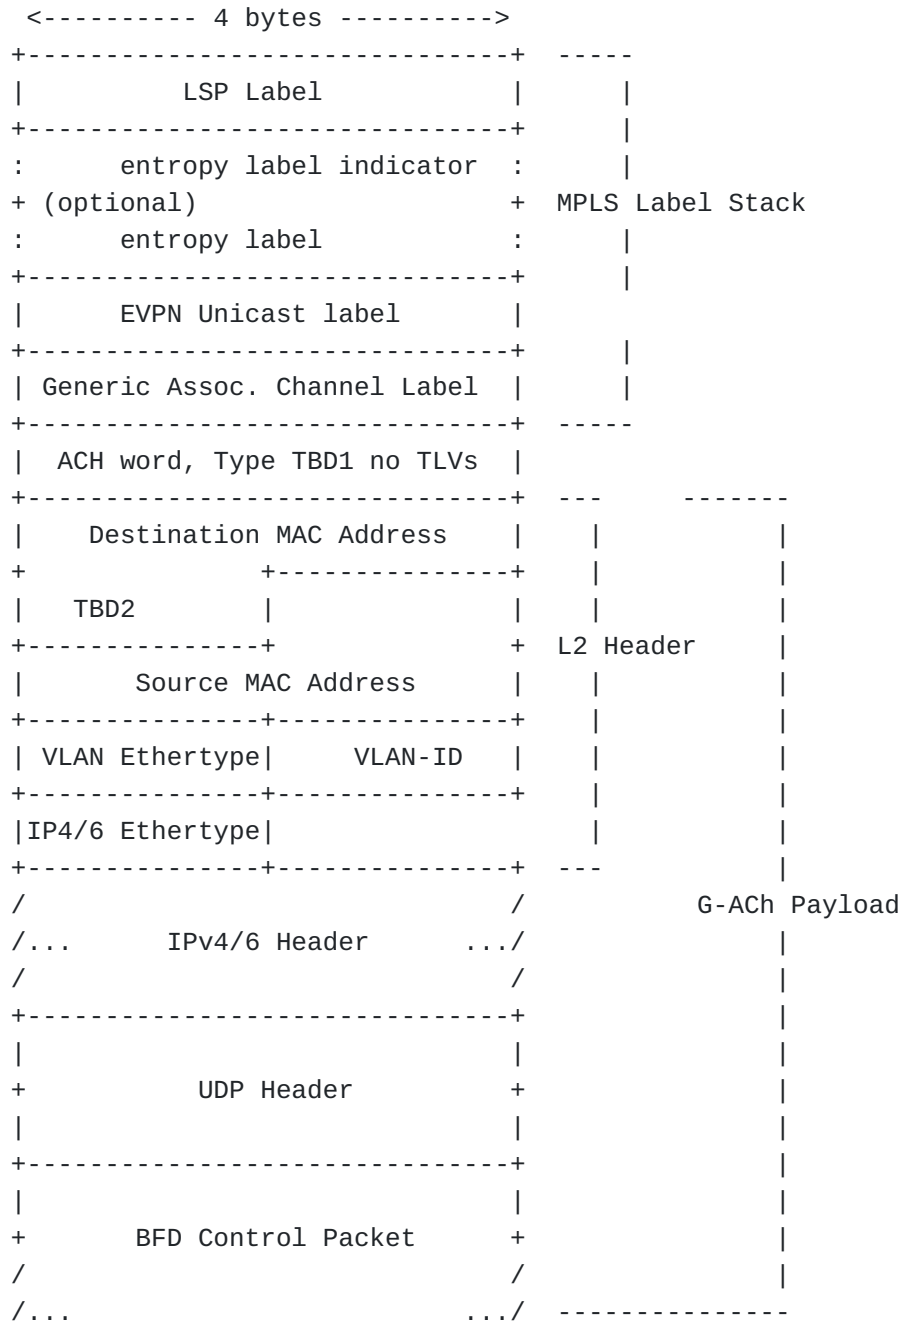 <---------- 4 bytes ---------->
+-------------------------------+  -----
|          LSP Label            |      |
+-------------------------------+      |
:      entropy label indicator  :      |
+ (optional)                    +  MPLS Label Stack
:      entropy label            :      |
+-------------------------------+      |
|      EVPN Unicast label       |
+-------------------------------+      |
| Generic Assoc. Channel Label  |      |
+-------------------------------+  -----
|  ACH word, Type TBD1 no TLVs  |
+-------------------------------+  ---     -------
|    Destination MAC Address    |    |           |
+               +---------------+    |           |
|   TBD2        |               |    |           |
+---------------+               +  L2 Header     |
|       Source MAC Address      |    |           |
+---------------+---------------+    |           |
| VLAN Ethertype|     VLAN-ID   |    |           |
+---------------+---------------+    |           |
|IP4/6 Ethertype|                    |           |
+---------------+---------------+  ---           |
/                               /           G-ACh Payload
/...      IPv4/6 Header      .../                |
/                               /                |
+-------------------------------+                |
|                               |                |
+           UDP Header          +                |
|                               |                |
+-------------------------------+                |
|                               |                |
+       BFD Control Packet      +                |
/                               /                |
/...                         .../  ---------------